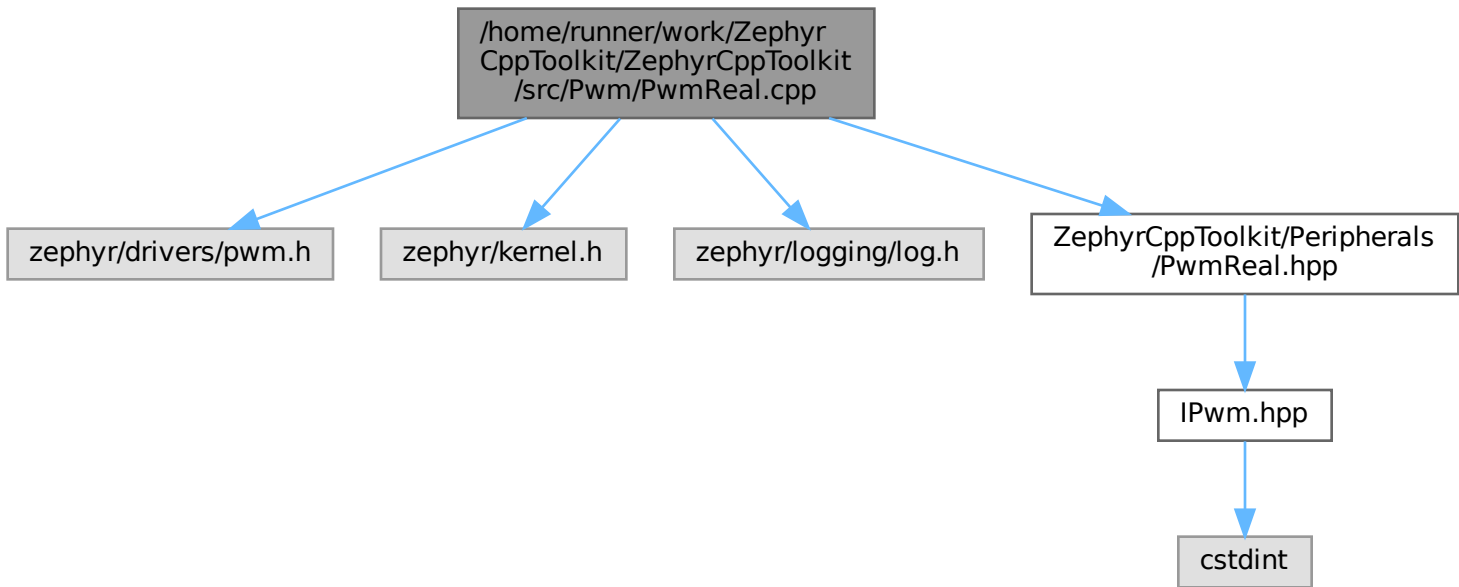 /home/runner/work/Zephyr
CppToolkit/ZephyrCppToolkit
/src/Pwm/PwmReal.cpp
zephyr/drivers/pwm.h
zephyr/kernel.h
zephyr/logging/log.h
ZephyrCppToolkit/Peripherals
/PwmReal.hpp
IPwm.hpp
cstdint